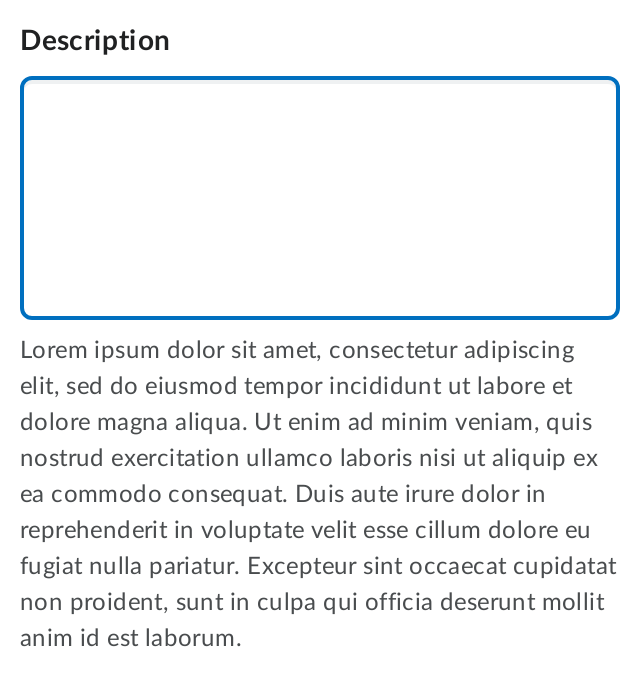 Description
Lorem ipsum dolor sit amet, consectetur adipiscing
elit, sed do eiusmod tempor incididunt ut labore et
dolore magna aliqua. Ut enim ad minim veniam, quis
nostrud exercitation ullamco laboris nisi ut aliquip ex
ea commodo consequat. Duis aute irure dolor in
reprehenderit in voluptate velit esse cillum dolore eu
fugiat nulla pariatur. Excepteur sint occaecat cupidatat
non proident, sunt in culpa qui officia deserunt mollit
anim id est laborum.